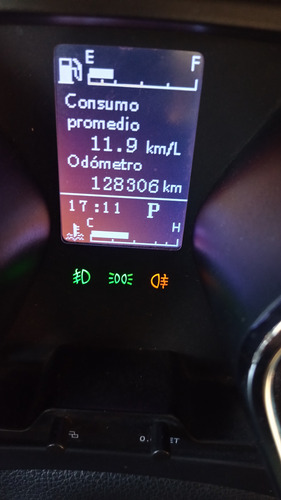 E F
Consumo
promedio
11.9 km/L
Odómetro
128306 km
17:11 P
C H